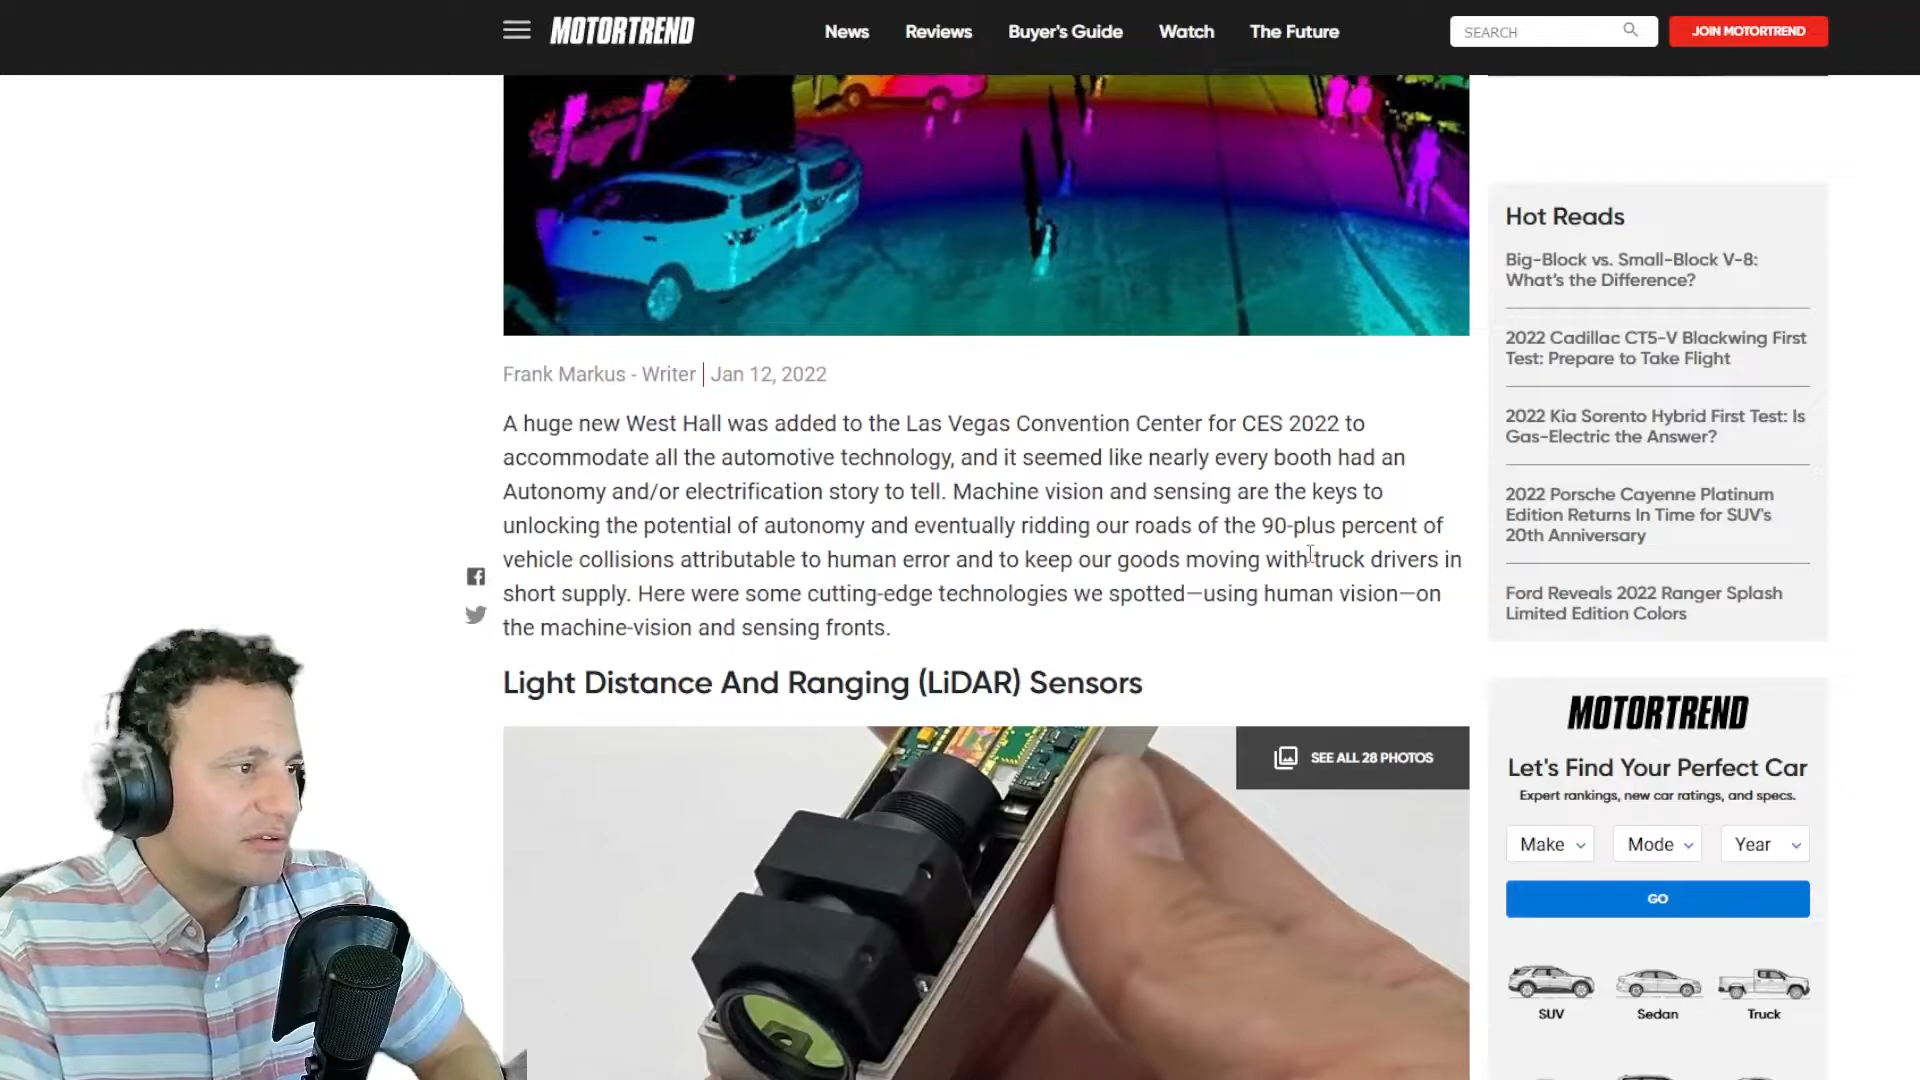 MOTORTREND
News
Reviews
Buyer's Guide
Watch
The Future
SEARCH
JOIN MOTORTREND
Frank Markus - Writer | Jan 12, 2022
A huge new West Hall was added to the Las Vegas Convention Center for CES 2022 to
accommodate all the automotive technology, and it seemed like nearly every booth had an
Autonomy and/or electrification story to tell. Machine vision and sensing are the keys to
unlocking the potential of autonomy and eventually ridding our roads of the 90-plus percent of
vehicle collisions attributable to human error and to keep our goods moving with truck drivers in
short supply. Here were some cutting-edge technologies we spotted—using human vision—on
the machine-vision and sensing fronts.
Light Distance And Ranging (LiDAR) Sensors
SEE ALL 28 PHOTOS
Hot Reads
Big-Block vs. Small-Block V-8:
What's the Difference?
2022 Cadillac CT5-V Blackwing First
Test: Prepare to Take Flight
2022 Kia Sorento Hybrid First Test: Is
Gas-Electric the Answer?
2022 Porsche Cayenne Platinum
Edition Returns In Time for SUV's
20th Anniversary
Ford Reveals 2022 Ranger Splash
Limited Edition Colors
MOTORTREND
Let's Find Your Perfect Car
Expert rankings, new car ratings, and specs.
Make
Mode
Year
GO
SUV
Sedan
Truck